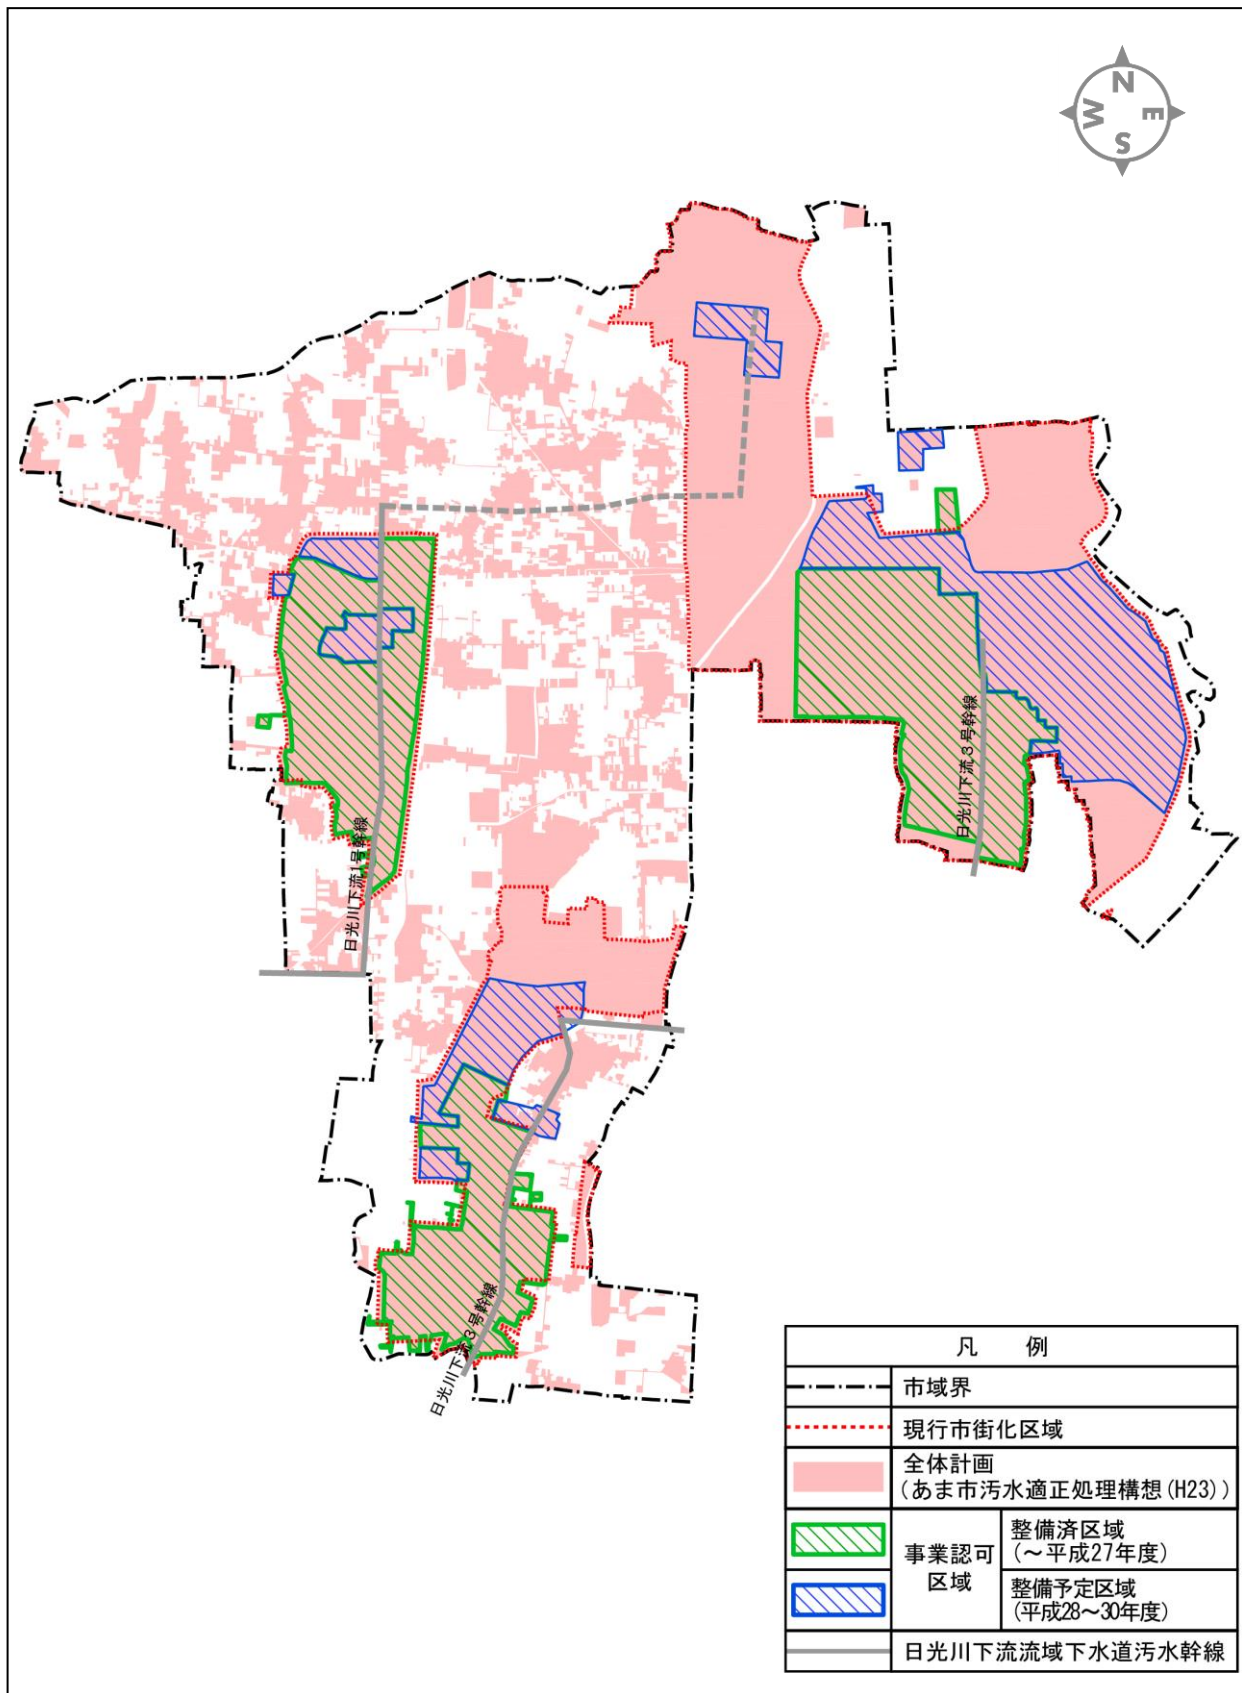 N
W
E
S
日光川下流1号幹線
日光川下流3号幹線
日光川下流3号幹線
凡 例
市域界
現行市街化区域
全体計画
(あま市汚水適正処理構想(H23))
事業認可
区域
整備済区域
(～平成27年度)
整備予定区域
(平成28～30年度)
日光川下流流域下水道汚水幹線